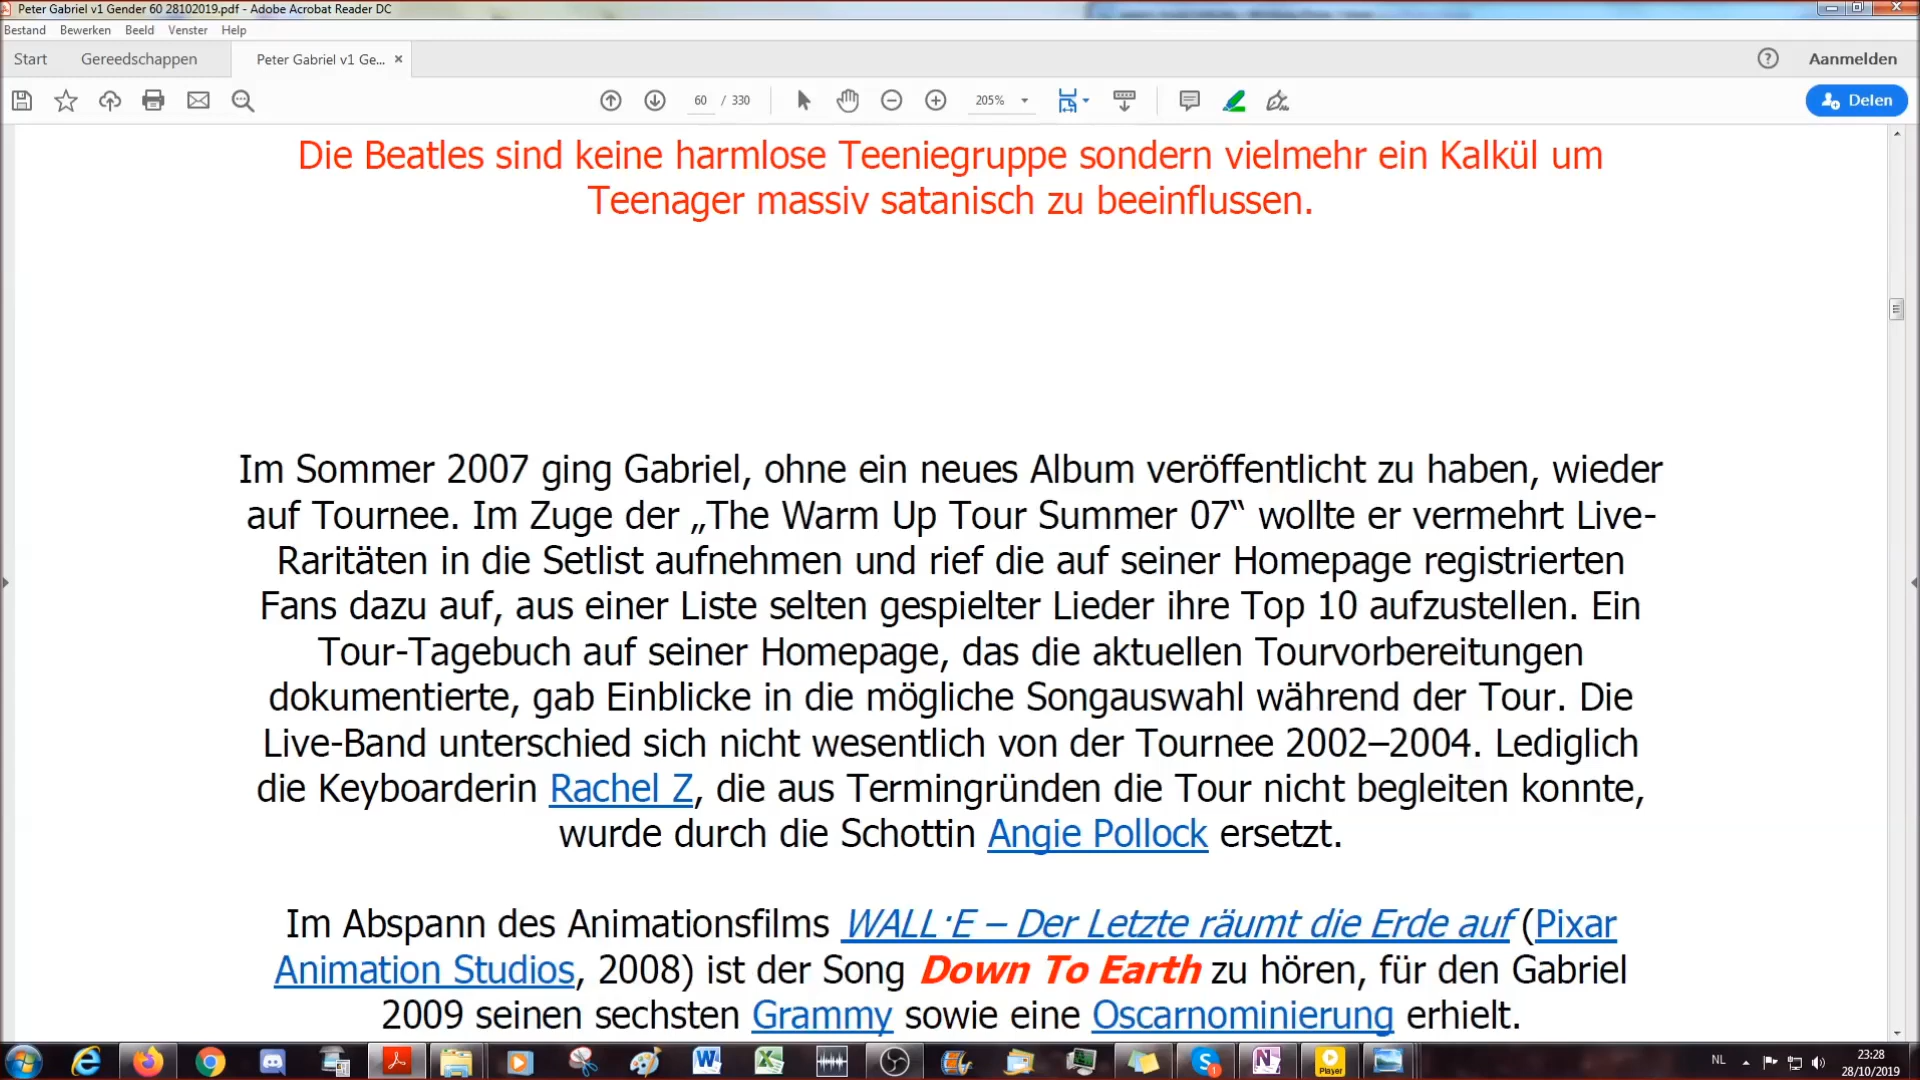 Peter Gabriel v1 Gender 60 28102019.pdf - Adobe Acrobat Reader DC
Bestand Bewerken Beeld Venster Help
Start Gereedschappen Peter Gabriel v1 Ge... × ? Aanmelden
60 / 330 205% Delen
Die Beatles sind keine harmlose Teeniegruppe sondern vielmehr ein Kalkül um
Teenager massiv satanisch zu beeinflussen.
Im Sommer 2007 ging Gabriel, ohne ein neues Album veröffentlicht zu haben, wieder
auf Tournee. Im Zuge der „The Warm Up Tour Summer 07“ wollte er vermehrt Live-
Raritäten in die Setlist aufnehmen und rief die auf seiner Homepage registrierten
Fans dazu auf, aus einer Liste selten gespielter Lieder ihre Top 10 aufzustellen. Ein
Tour-Tagebuch auf seiner Homepage, das die aktuellen Tourvorbereitungen
dokumentierte, gab Einblicke in die mögliche Songauswahl während der Tour. Die
Live-Band unterschied sich nicht wesentlich von der Tournee 2002–2004. Lediglich
die Keyboarderin Rachel Z, die aus Termingründen die Tour nicht begleiten konnte,
wurde durch die Schottin Angie Pollock ersetzt.
Im Abspann des Animationsfilms WALL·E – Der Letzte räumt die Erde auf (Pixar
Animation Studios, 2008) ist der Song Down To Earth zu hören, für den Gabriel
2009 seinen sechsten Grammy sowie eine Oscarnominierung erhielt.
Player
NL 23:28
28/10/2019